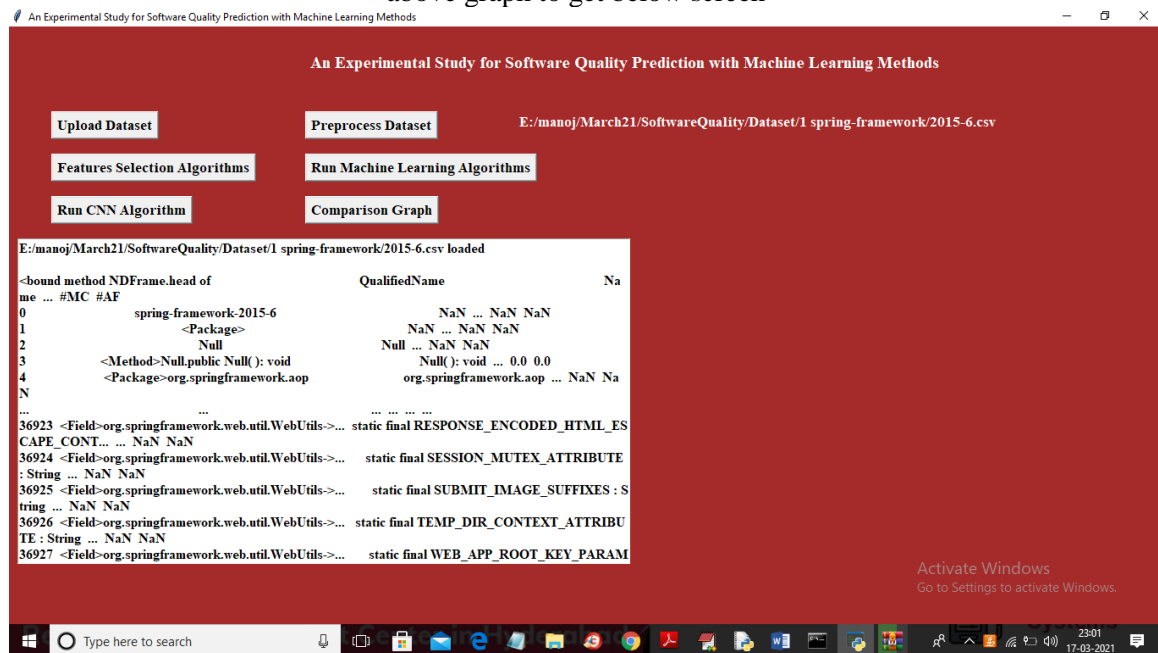 above graph to get below screen
An Experimental Study for Software Quality Prediction with Machine Learning Methods
An Experimental Study for Software Quality Prediction with Machine Learning Methods
Upload Dataset
Preprocess Dataset
E:/manoj/March21/SoftwareQuality/Dataset/1 spring-framework/2015-6.csv
Features Selection Algorithms
Run Machine Learning Algorithms
Run CNN Algorithm
Comparison Graph
E:/manoj/March21/SoftwareQuality/Dataset/1 spring-framework/2015-6.csv loaded
<bound method NDFrame.head of QualifiedName Na
me ... #MC #AF
0 spring-framework-2015-6 NaN ... NaN NaN
1 <Package> NaN ... NaN NaN
2 Null Null ... NaN NaN
3 <Method>Null.public Null( ): void Null( ): void ... 0.0 0.0
4 <Package>org.springframework.aop org.springframework.aop ... NaN Na
N
... ... ... ... ... ...
36923 <Field>org.springframework.web.util.WebUtils->... static final RESPONSE_ENCODED_HTML_ES
CAPE_CONT... ... NaN NaN
36924 <Field>org.springframework.web.util.WebUtils->... static final SESSION_MUTEX_ATTRIBUTE
: String ... NaN NaN
36925 <Field>org.springframework.web.util.WebUtils->... static final SUBMIT_IMAGE_SUFFIXES : S
tring ... NaN NaN
36926 <Field>org.springframework.web.util.WebUtils->... static final TEMP_DIR_CONTEXT_ATTRIBU
TE : String ... NaN NaN
36927 <Field>org.springframework.web.util.WebUtils->... static final WEB_APP_ROOT_KEY_PARAM
Activate Windows
Go to Settings to activate Windows.
Type here to search
23:01
17-03-2021